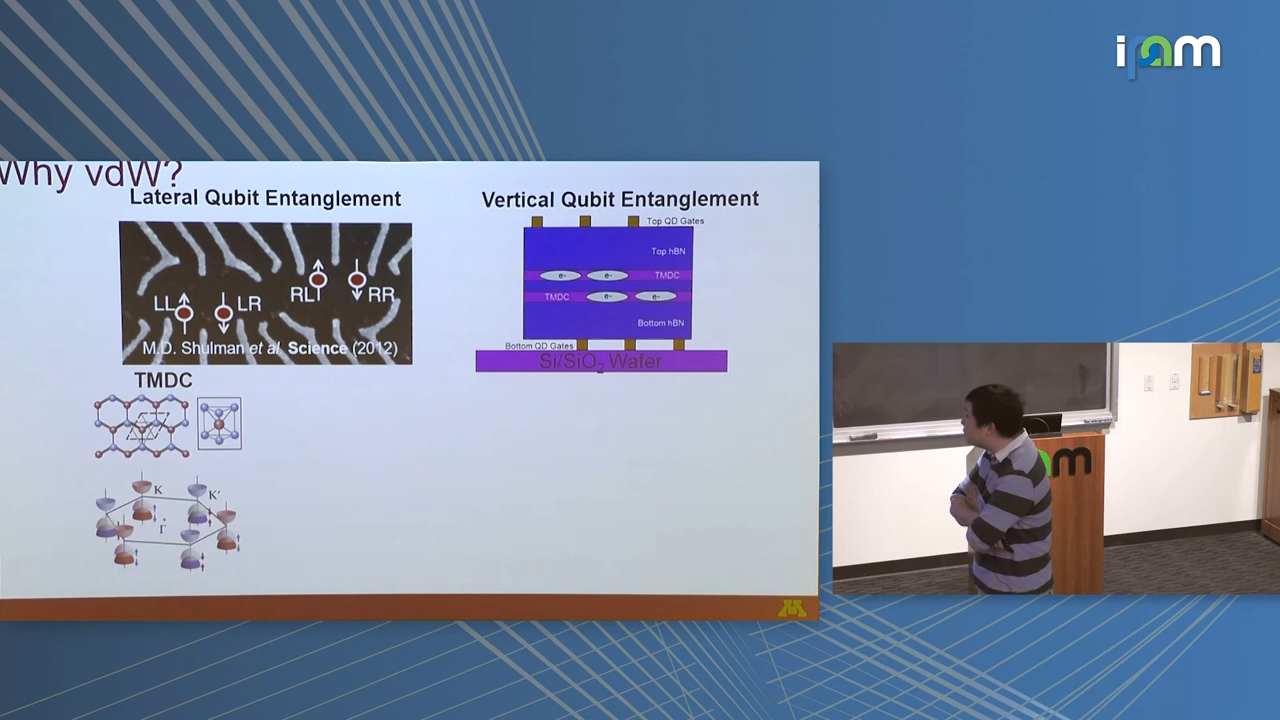 ipam
Why vdW?
Lateral Qubit Entanglement
LL
LR
RL
RR
M.D. Shulman et al Science (2012)
Vertical Qubit Entanglement
Top QD Gates
Top hBN
e-
e-
TMDC
TMDC
e-
e-
Bottom hBN
Bottom QD Gates
Si/SiO2 Wafer
TMDC
K
K'
Γ
M
am